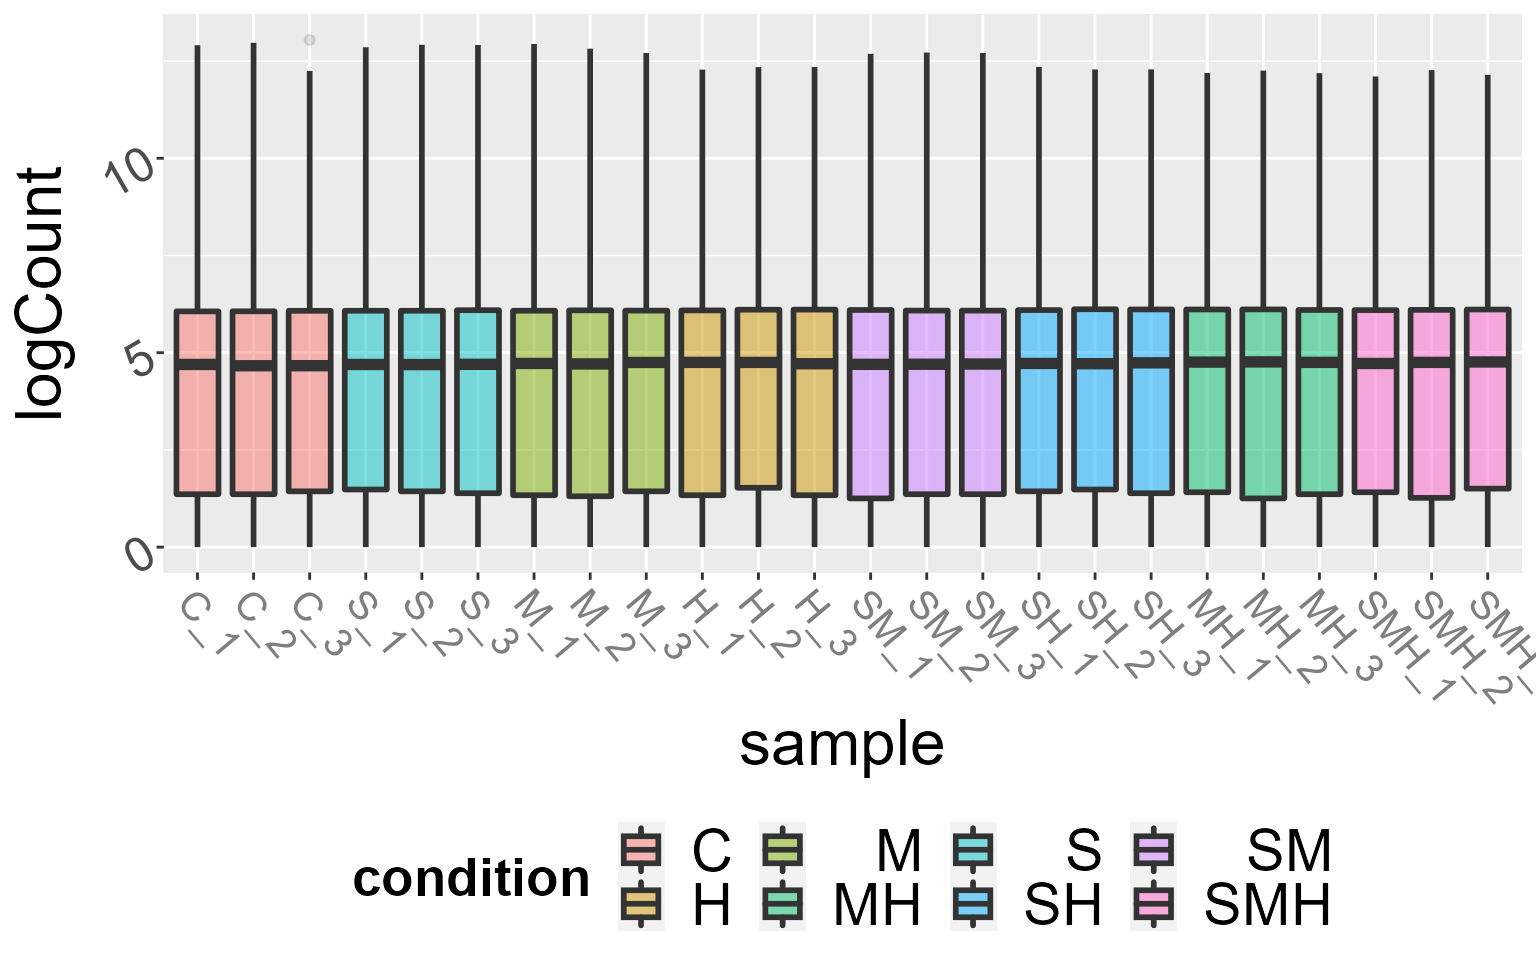 logCount
10
5
0
C_1
C_2
C_3
S_1
S_2
S_3
M_1
M_2
M_3
H_1
H_2
H_3
SM_1
SM_2
SM_3
SH_1
SH_2
SH_3
MH_1
MH_2
MH_3
SMH_1
SMH_2
SMH_
sample
condition
C M S SM
H MH SH SMH